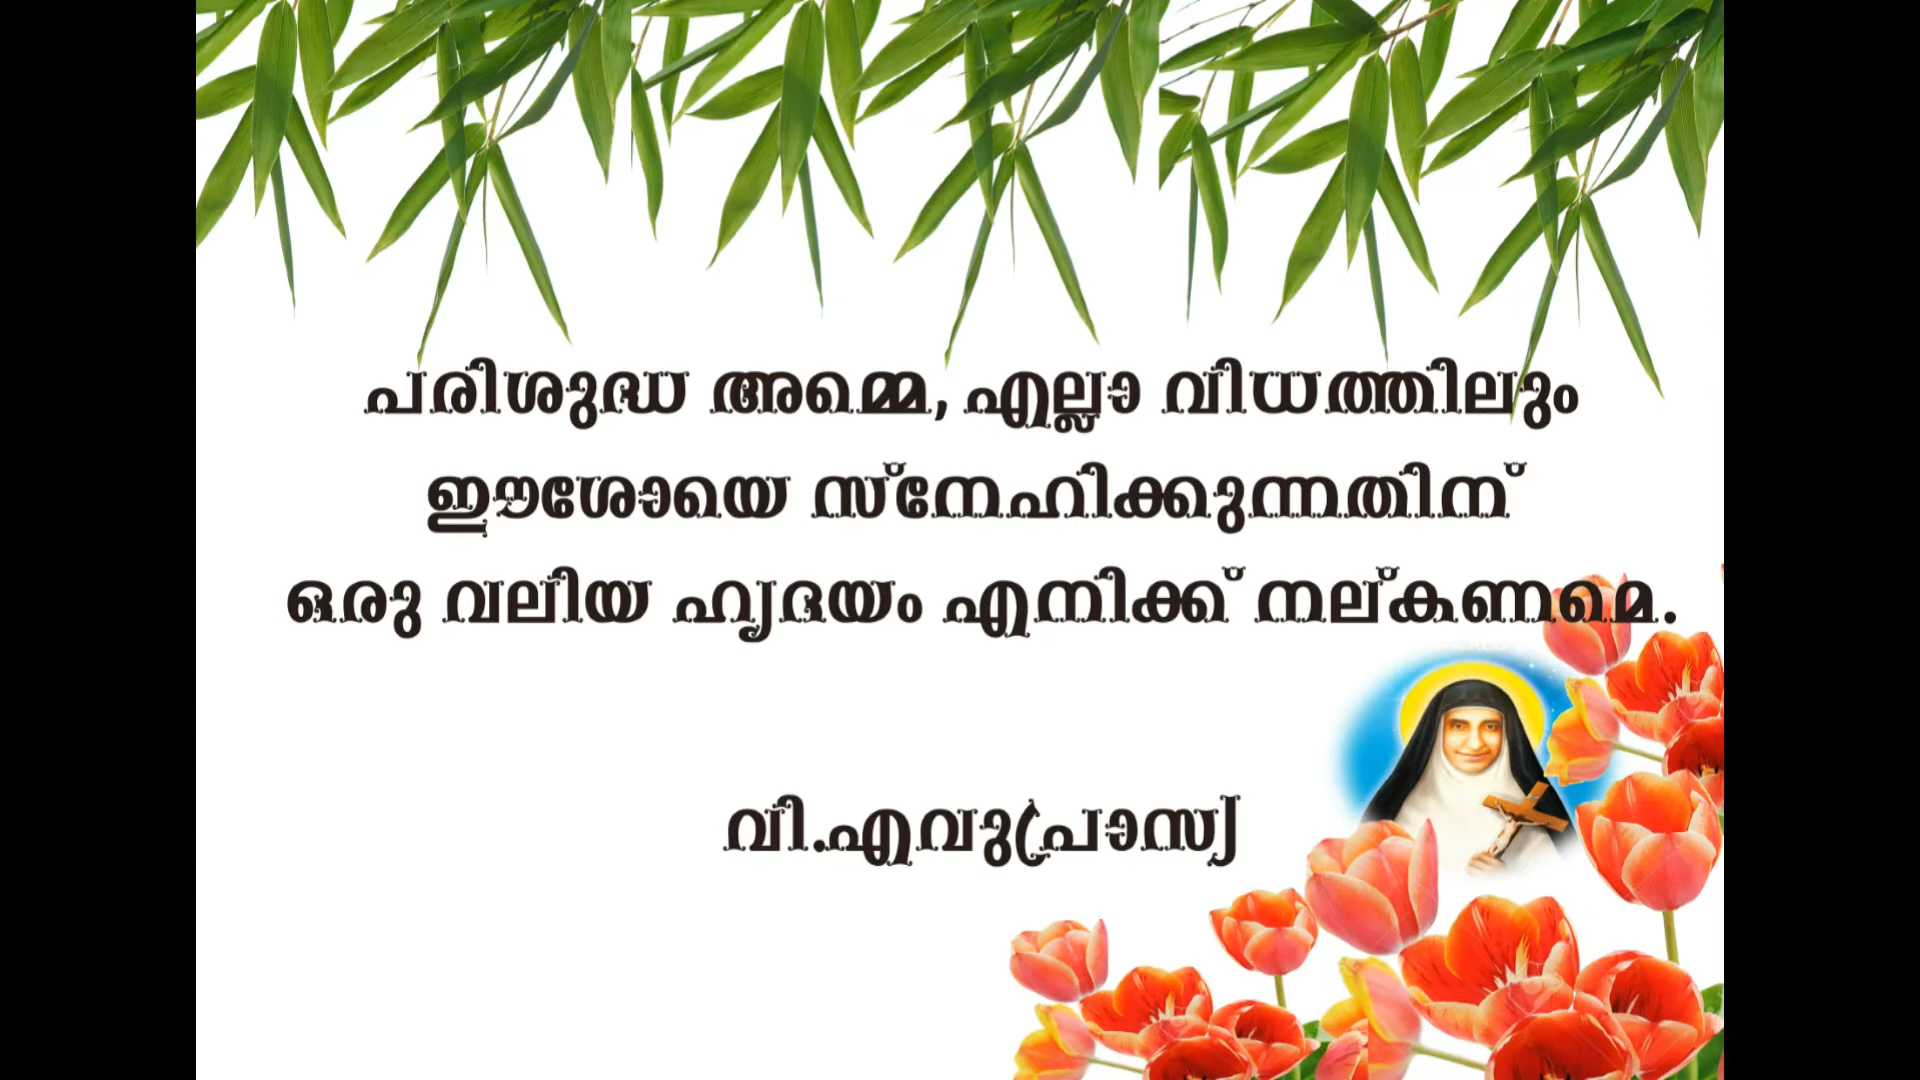 പരിശുദ്ധ അമ്മെ, എല്ലാ വിധത്തിലും
ഈശോയെ സ്നേഹിക്കുന്നതിന്
ഒരു വലിയ ഹൃദയം എനിക്ക് നല്കണമെ.
വി.എവുപ്രാസ്യ